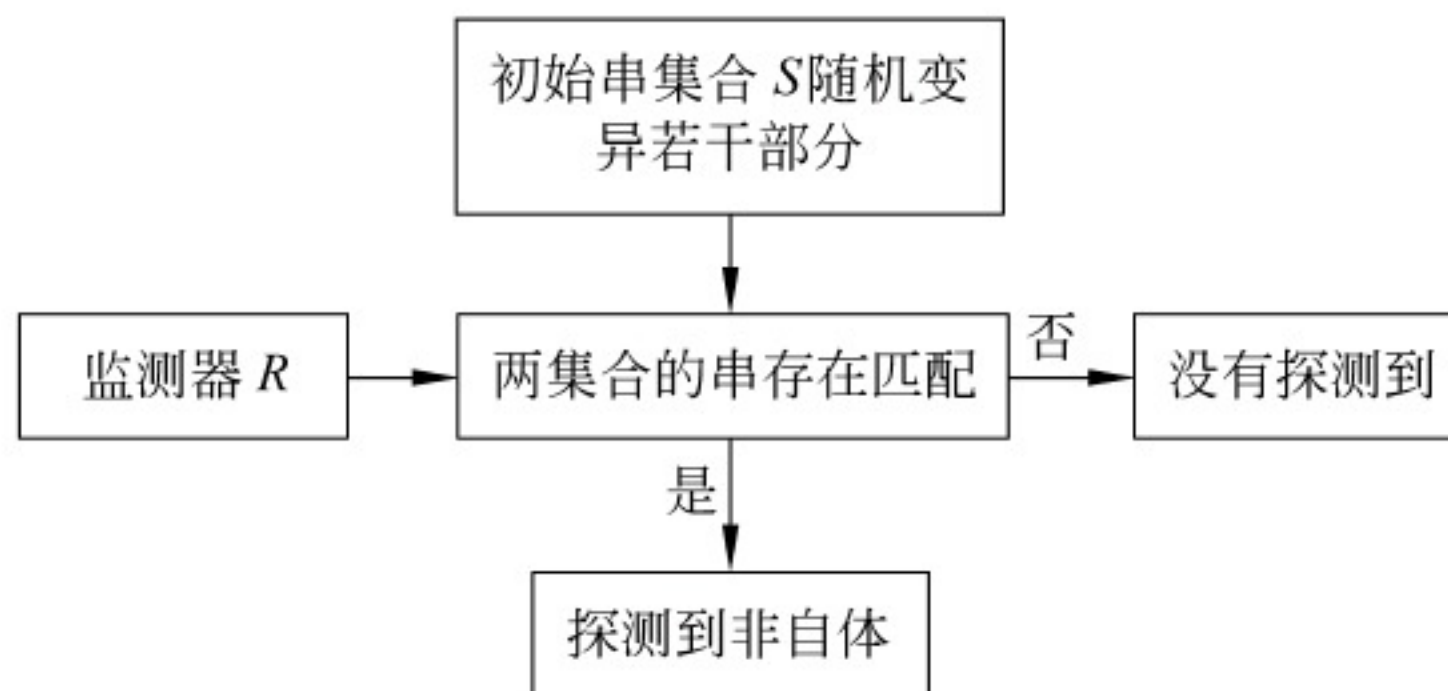 初始串集合 S随机变
异若干部分
监测器 R
两集合的串存在匹配
否
没有探测到
是
探测到非自体